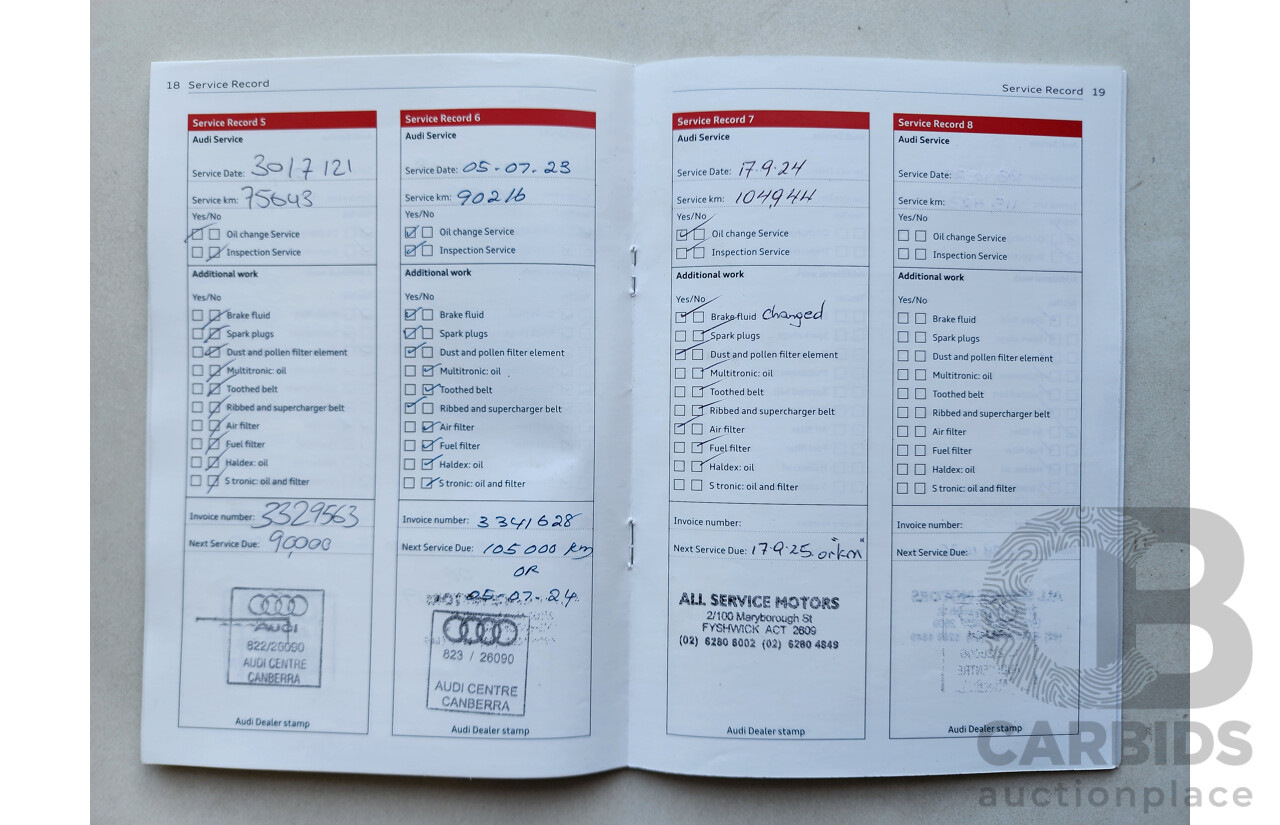 18 Service Record
Service Record 5
Audi Service
Service Date: 30/7/21
Service km: 75643
Yes/No
Oil change Service
Inspection Service
Additional work
Yes/No
Brake fluid
Spark plugs
Dust and pollen filter element
Multitronic: oil
Toothed belt
Ribbed and supercharger belt
Air filter
Fuel filter
Haldex: oil
S tronic: oil and filter
Invoice number: 3329563
Next Service Due: 90,000
Audi
822/26090
AUDI CENTRE
CANBERRA
Audi Dealer stamp
Service Record 6
Audi Service
Service Date: 05-07-23
Service km: 90216
Yes/No
Oil change Service
Inspection Service
Additional work
Yes/No
Brake fluid
Spark plugs
Dust and pollen filter element
Multitronic: oil
Toothed belt
Ribbed and supercharger belt
Air filter
Fuel filter
Haldex: oil
S tronic: oil and filter
Invoice number: 3341628
Next Service Due: 105 000 km
OR
05-07-24
823 / 26090
AUDI CENTRE
CANBERRA
Audi Dealer stamp
Service Record 19
Service Record 7
Audi Service
Service Date: 17.9.24
Service km: 104,944
Yes/No
Oil change Service
Inspection Service
Additional work
Yes/No
Brake fluid changed
Spark plugs
Dust and pollen filter element
Multitronic: oil
Toothed belt
Ribbed and supercharger belt
Air filter
Fuel filter
Haldex: oil
S tronic: oil and filter
Invoice number:
Next Service Due: 17.9.25. or km
ALL SERVICE MOTORS
2/100 Maryborough St
FYSHWICK ACT 2609
(02) 6280 6002 (02) 6280 4849
Audi Dealer stamp
Service Record 8
Audi Service
Service Date:
Service km:
Yes/No
Oil change Service
Inspection Service
Additional work
Yes/No
Brake fluid
Spark plugs
Dust and pollen filter element
Multitronic: oil
Toothed belt
Ribbed and supercharger belt
Air filter
Fuel filter
Haldex: oil
S tronic: oil and filter
Invoice number:
Next Service Due:
Audi Dealer stamp
CARBIDS
auctionplace